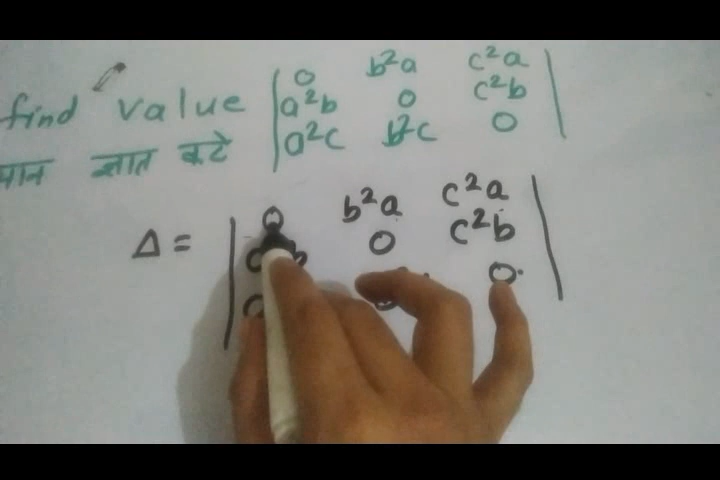 find value | 0 b²a c²a |
मान ज्ञात करे | a²b 0 c²b |
| a²c b²c 0 |
Δ = | 0 b²a c²a |
0 c²b
0